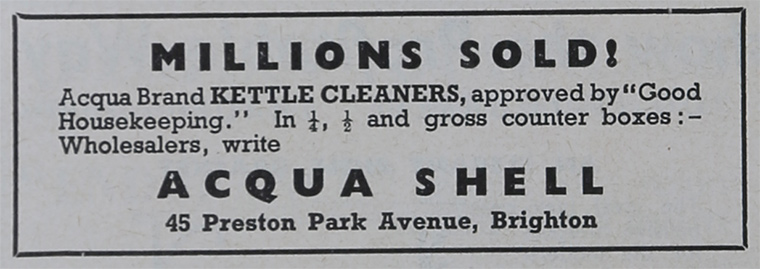 MILLIONS SOLD!
Acqua Brand KETTLE CLEANERS, approved by "Good
Housekeeping." In ¼, ½ and gross counter boxes :–
Wholesalers, write
ACQUA SHELL
45 Preston Park Avenue, Brighton